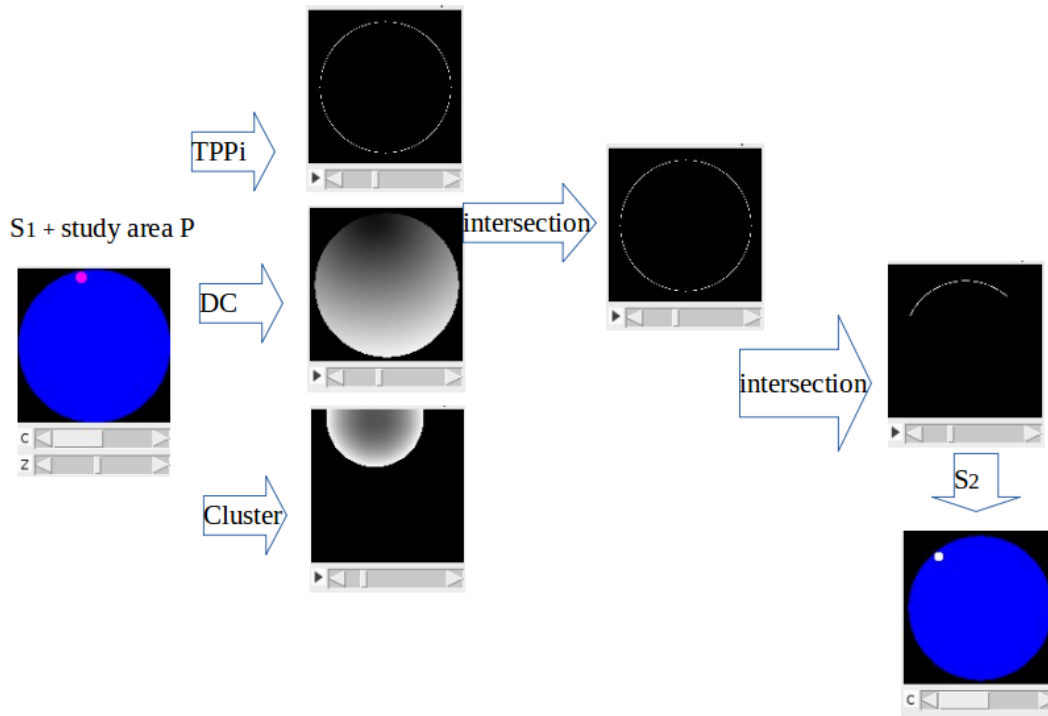 TPPi
S1 + study area P
intersection
DC
C
Z
intersection
Cluster
S2
C